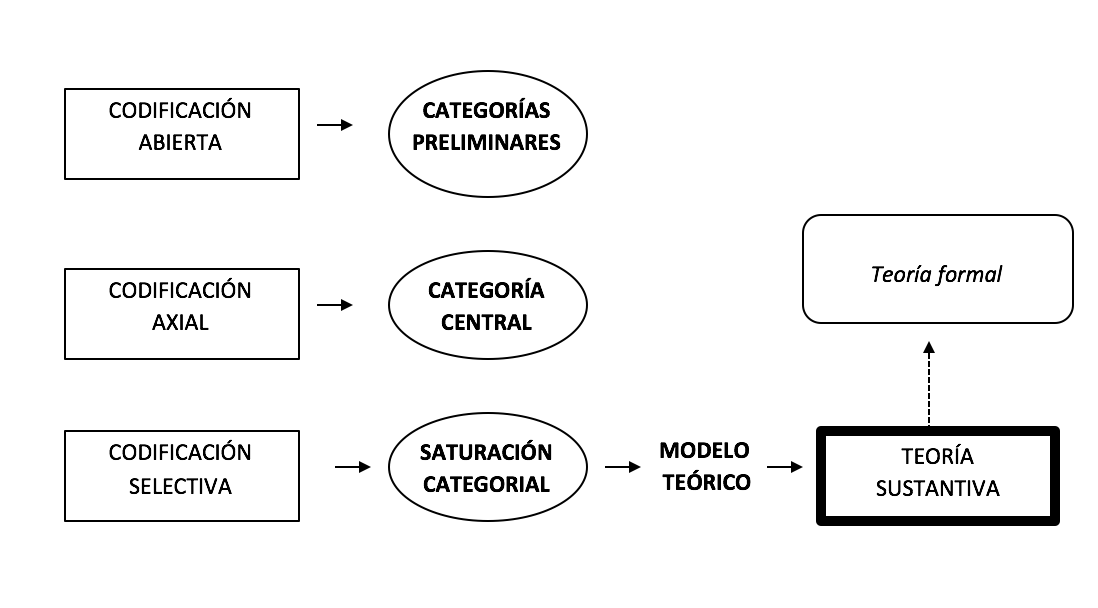 CODIFICACIÓN
ABIERTA
CATEGORÍAS
PRELIMINARES
CODIFICACIÓN
AXIAL
CATEGORÍA
CENTRAL
Teoría formal
CODIFICACIÓN
SELECTIVA
SATURACIÓN
CATEGORIAL
MODELO
TEÓRICO
TEORÍA
SUSTANTIVA